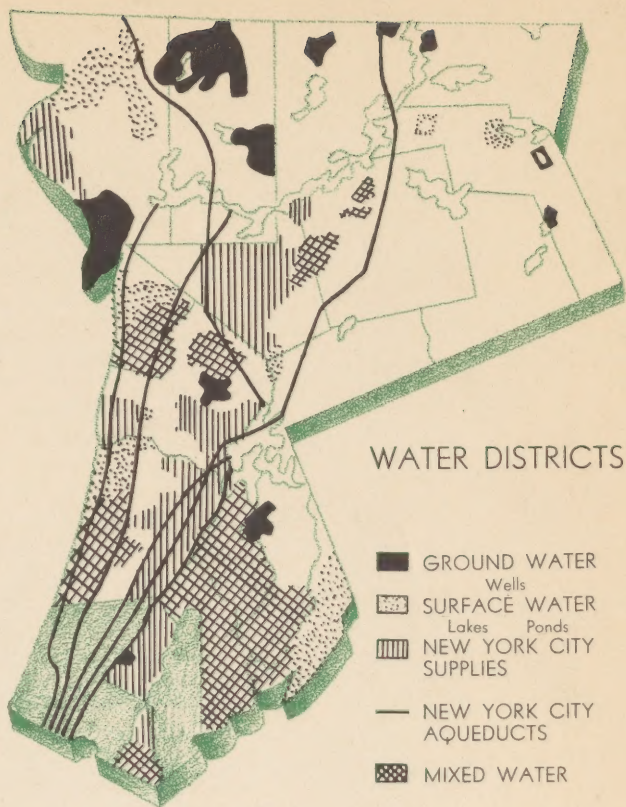 WATER DISTRICTS
GROUND WATER
Wells
SURFACE WATER
Lakes Ponds
NEW YORK CITY
SUPPLIES
NEW YORK CITY
AQUEDUCTS
MIXED WATER